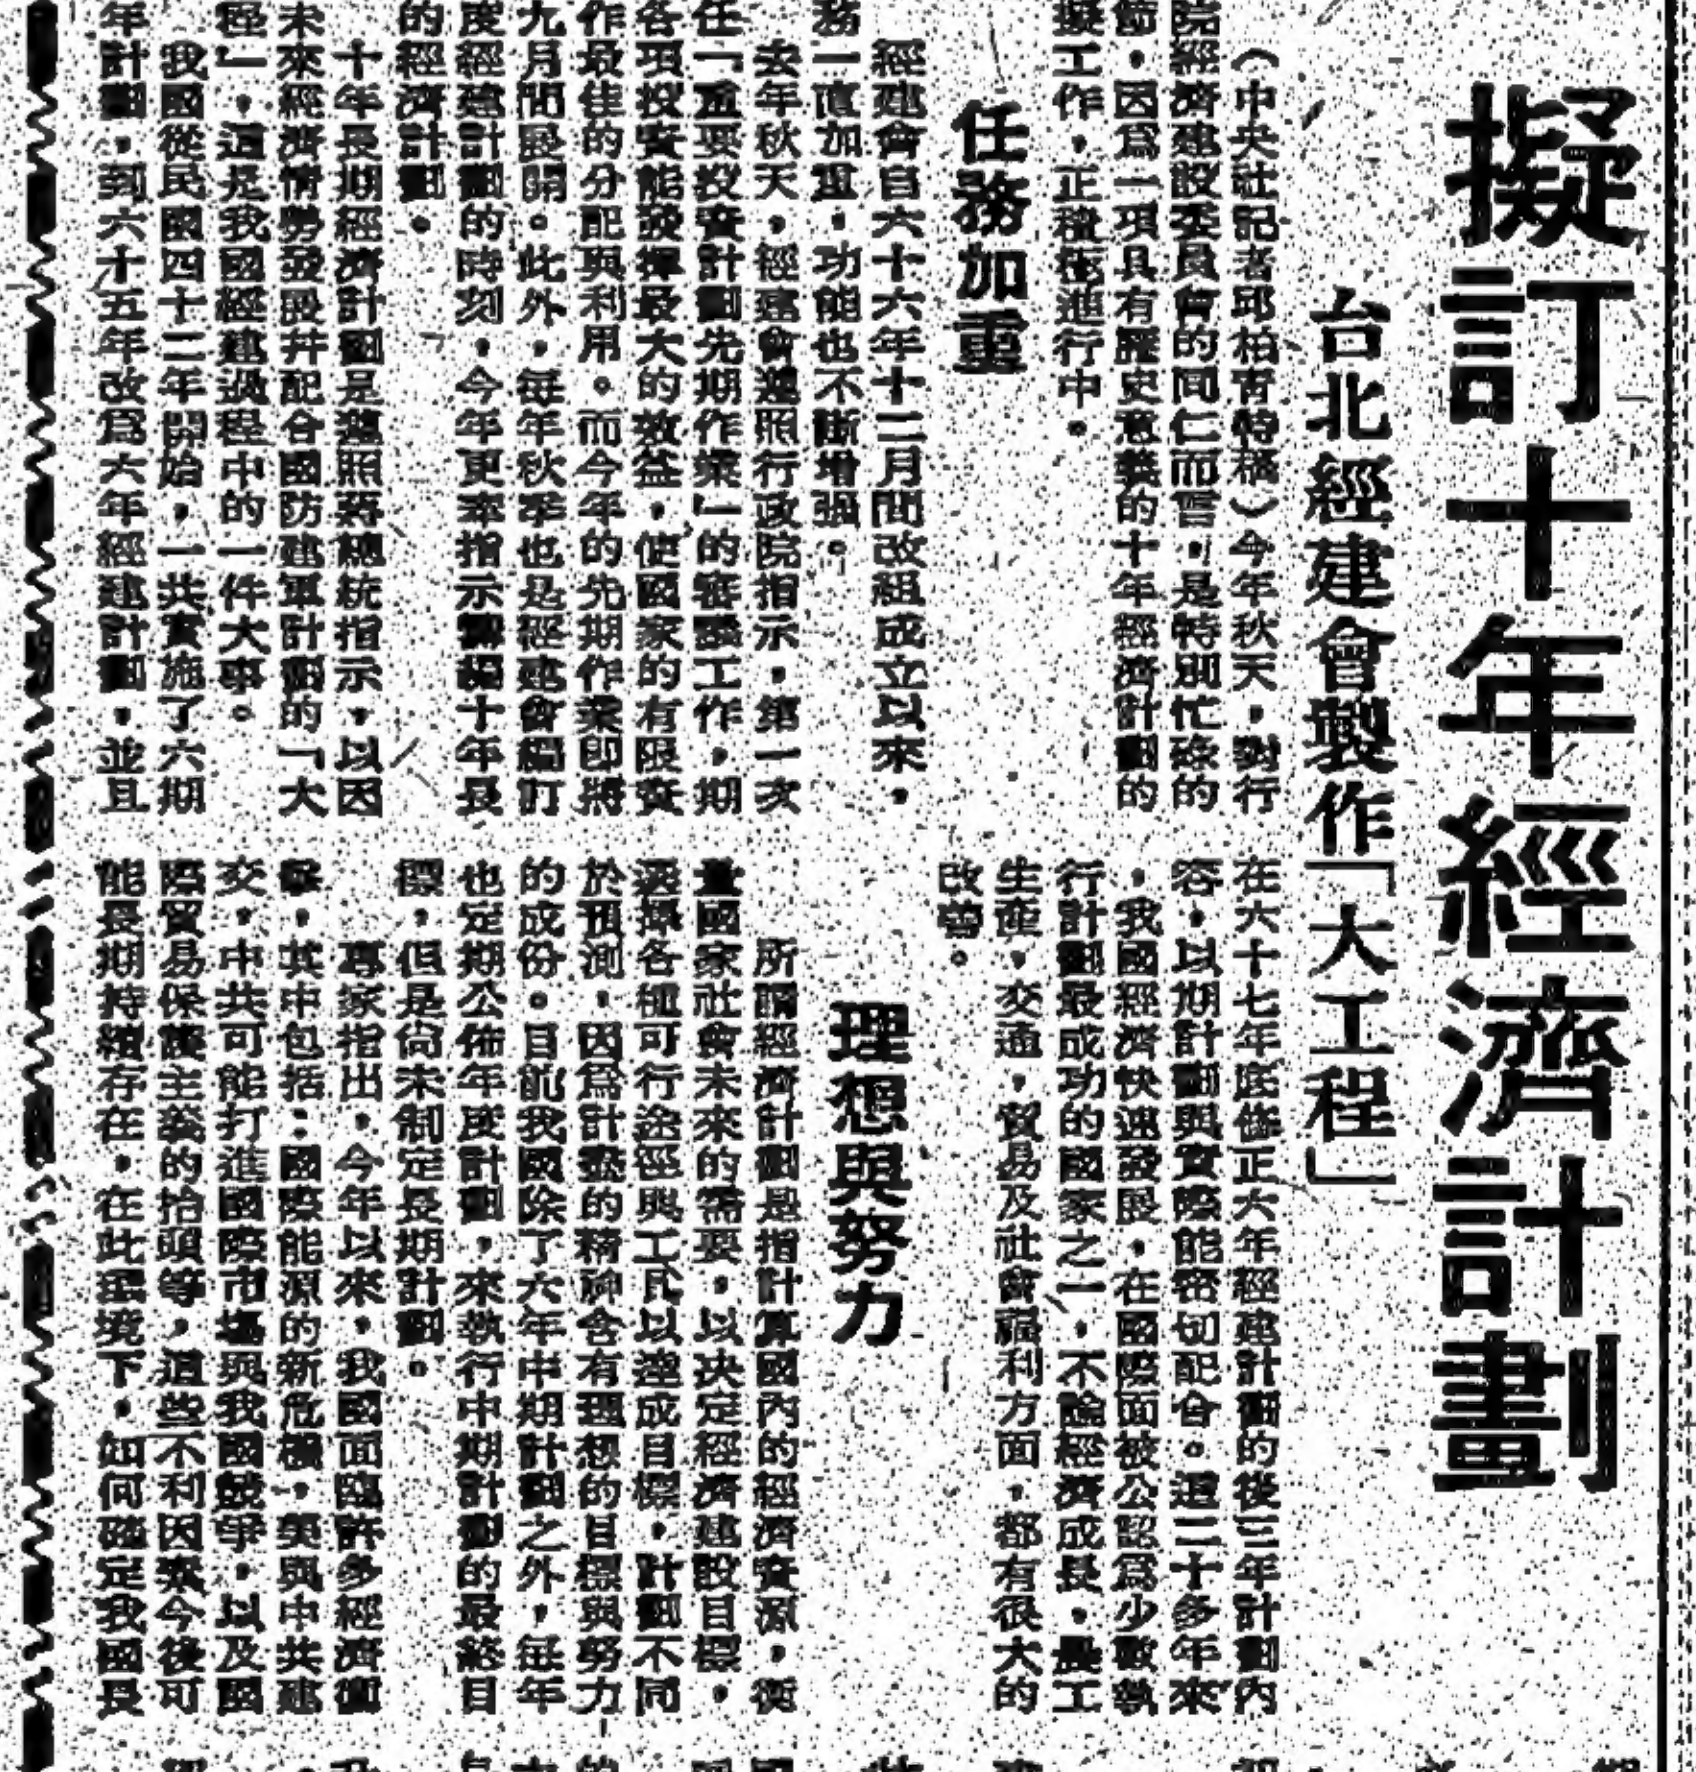 擬訂十年經濟計劃
台北經建會製作「大工程」
（中央社記者邱柏青特稿）今年秋天，對行
院經濟建設委員會的同仁而言，是特別忙碌的
節，因為一項具有歷史意義的十年經濟計劃的
擬工作，正積極進行中。
任務加重
經建會自六十六年十二月間改組成立以來，
務一直加重，功能也不斷增強。
去年秋天，經建會遵照行政院指示，第一次
任「重要投資計劃先期作業」的審議工作，期
各項投資能發揮最大的效益，使國家的有限資
作最佳的分配與利用。而今年的先期作業即將
九月間展開。此外，每年秋季也是經建會編訂
度經建計劃的時刻，今年更奉指示籌編十年長
的經濟計劃。
十年長期經濟計劃是遵照蔣總統指示，以因
未來經濟情勢發展并配合國防建軍計劃的「大
程」，這是我國經建過程中的一件大事。
我國從民國四十二年開始，一共實施了六期
年計劃，到六十五年改為六年經建計劃，並且
在六十七年底修正六年經建計劃的後三年計劃內
容，以期計劃與實際能密切配合。這二十多年來
，我國經濟快速發展，在國際面被公認為少數執
行計劃最成功的國家之一，不論經濟成長，農工
生產，交通，貿易及社會福利方面，都有很大的
改善。
理想與努力
所謂經濟計劃是指計算國內的經濟資源，衡
量國家社會未來的需要，以決定經濟建設目標，
選擇各種可行途徑與工具以達成目標，計劃不同
於預測，因為計劃的精神含有理想的目標與努力
的成份。目前我國除了六年中期計劃之外，每年
也定期公佈年度計劃，來執行中期計劃的最終目
標，但是尚未制定長期計劃。
專家指出，今年以來，我國面臨許多經濟衝
擊，其中包括：國際能源的新危機，美與中共建
交，中共可能打進國際市場與我國競爭，以及國
際貿易保護主義的抬頭等，這些不利因素今後可
能長期持續存在，在此環境下，如何確定我國長